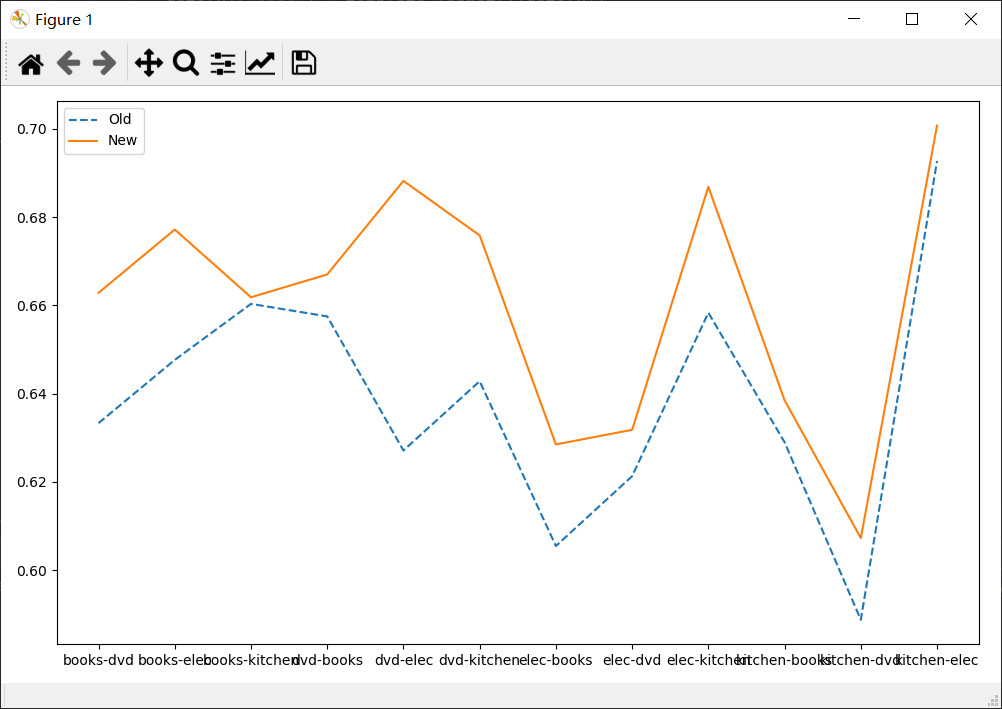 Figure 1
Old
New
0.70
0.68
0.66
0.64
0.62
0.60
books-dvd books-elec books-kitchen dvd-books dvd-elec dvd-kitchen elec-books elec-dvd elec-kitchen kitchen-books kitchen-dvd kitchen-elec